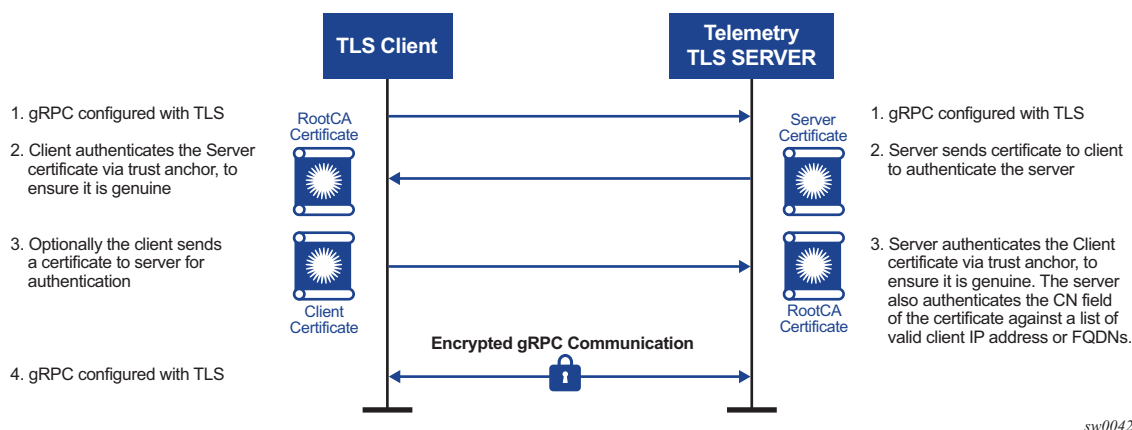 TLS Client
Telemetry
TLS SERVER
1. gRPC configured with TLS
2. Client authenticates the Server
certificate via trust anchor, to
ensure it is genuine
3. Optionally the client sends
a certificate to server for
authentication
4. gRPC configured with TLS
RootCA
Certificate
Client
Certificate
Encrypted gRPC Communication
Server
Certificate
RootCA
Certificate
1. gRPC configured with TLS
2. Server sends certificate to client
to authenticate the server
3. Server authenticates the Client
certificate via trust anchor, to
ensure it is genuine. The server
also authenticates the CN field
of the certificate against a list of
valid client IP address or FQDNs.
sw0042